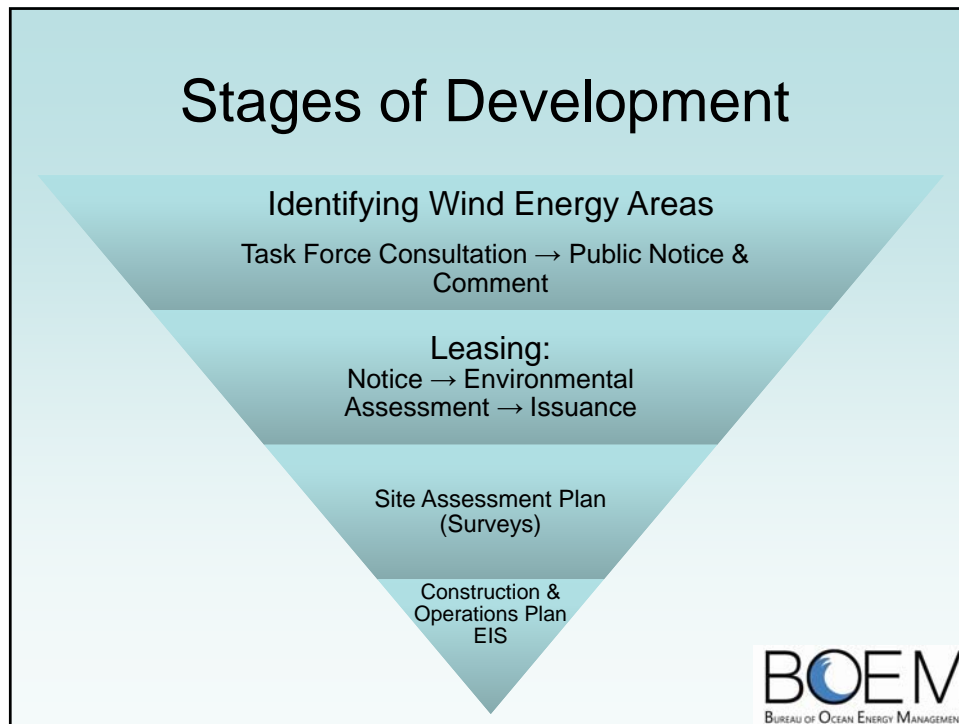 Stages of Development
Identifying Wind Energy Areas
Task Force Consultation → Public Notice &
Comment
Leasing:
Notice → Environmental
Assessment → Issuance
Site Assessment Plan
(Surveys)
Construction &
Operations Plan
EIS
BOEM
BUREAU OF OCEAN ENERGY MANAGEMENT